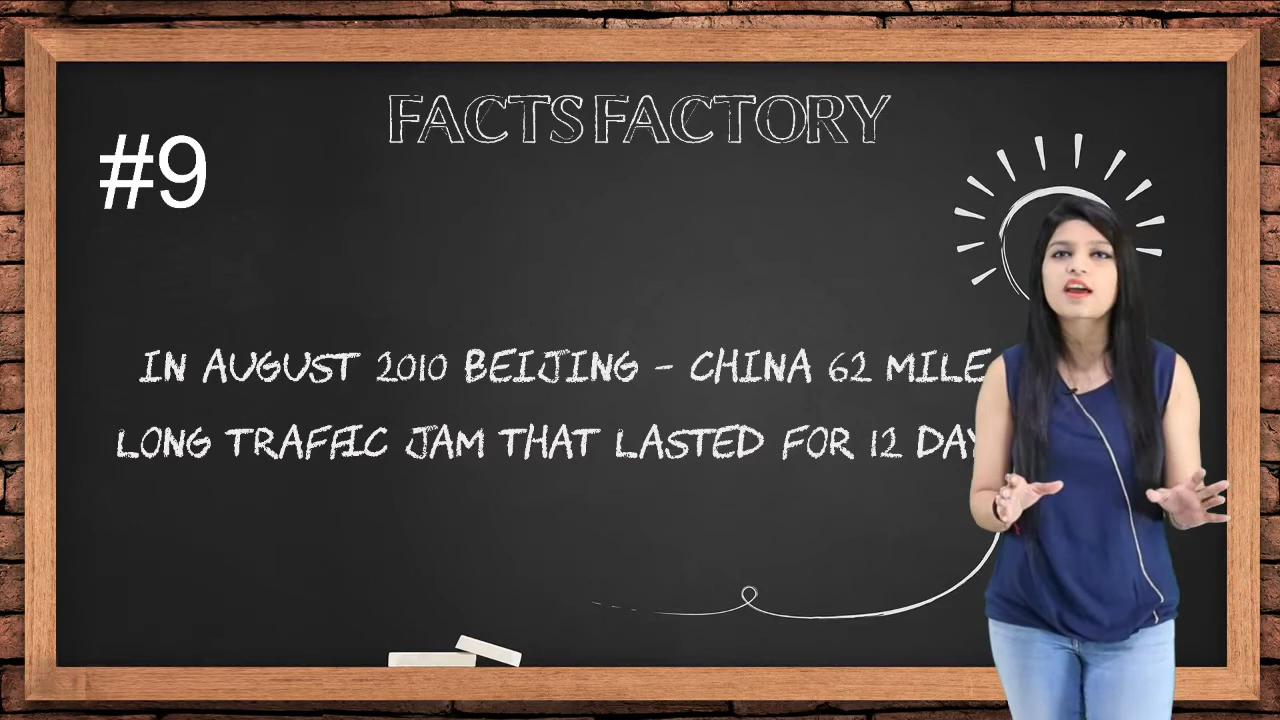 FACTS FACTORY
#9
IN AUGUST 2010 BEIJING - CHINA 62 MILE
LONG TRAFFIC JAM THAT LASTED FOR 12 DAY